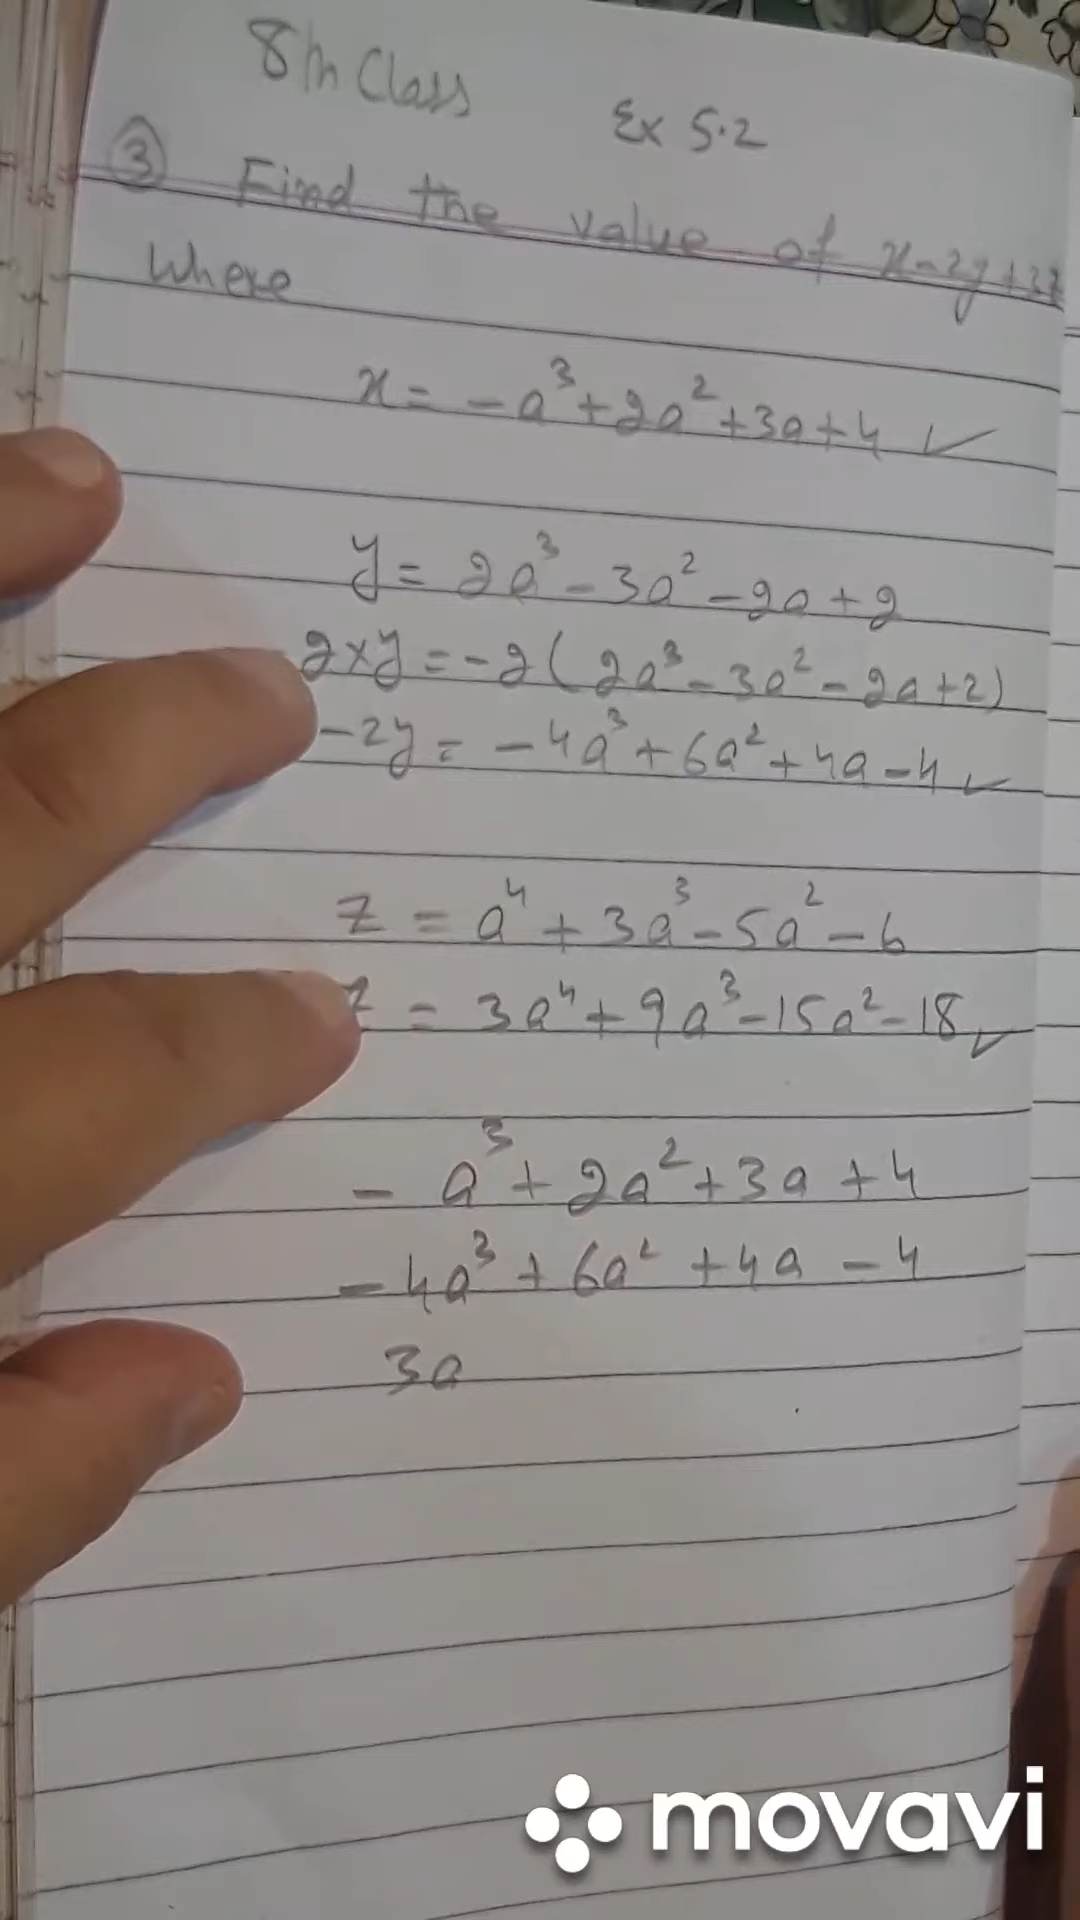 8th Class
Ex 5.2
③ Find the value of x-2y+3z
Where
x = -a³+2a²+3a+4 ✓
y = 2a³-3a²-2a+2
2×y = -2(2a³-3a²-2a+2)
-2y = -4a³+6a²+4a-4 ✓
z = a⁴+3a³-5a²-6
z = 3a⁴+9a³-15a²-18 ✓
-a³+2a²+3a+4
-4a³+6a²+4a-4
3a
movavi